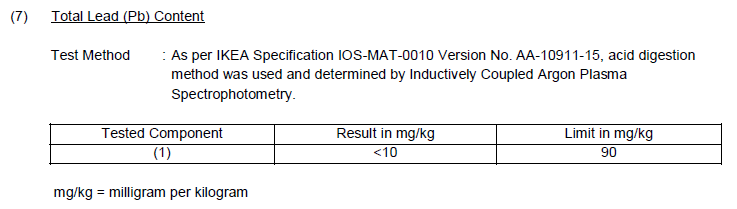 (7) Total Lead (Pb) Content
Test Method : As per IKEA Specification IOS-MAT-0010 Version No. AA-10911-15, acid digestion
method was used and determined by Inductively Coupled Argon Plasma
Spectrophotometry.
Tested Component Result in mg/kg Limit in mg/kg
(1) <10 90
mg/kg = milligram per kilogram